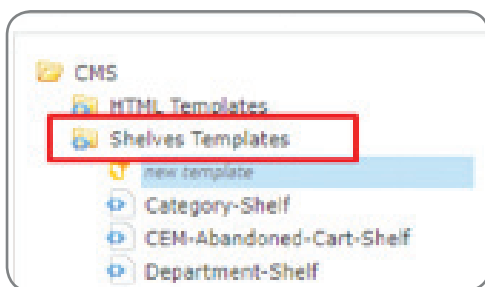 CMS
HTML Templates
Shelves Templates
new template
Category-Shelf
CEM-Abandoned-Cart-Shelf
Department-Shelf